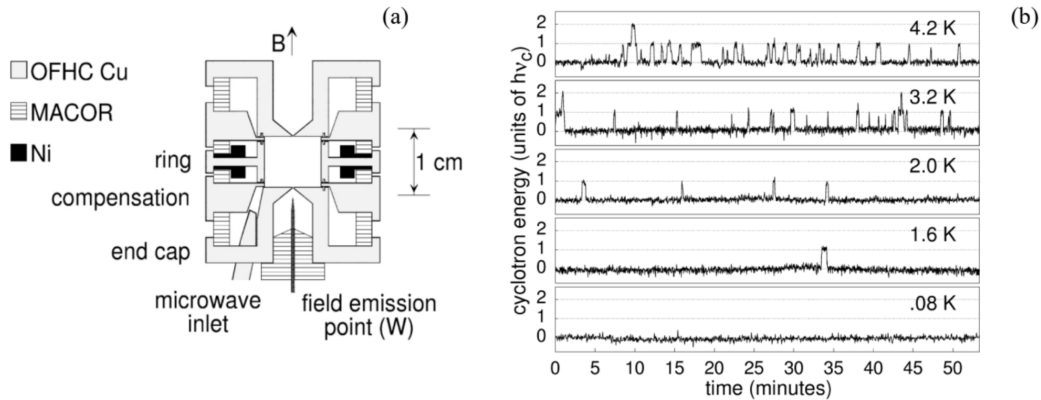 (a)
B
OFHC Cu
MACOR
Ni
ring
compensation
end cap
1 cm
microwave
inlet
field emission
point (W)
(b)
cyclotron energy (units of hνc)
2
1
0
4.2 K
2
1
0
3.2 K
2
1
0
2.0 K
2
1
0
1.6 K
2
1
0
.08 K
0 5 10 15 20 25 30 35 40 45 50
time (minutes)